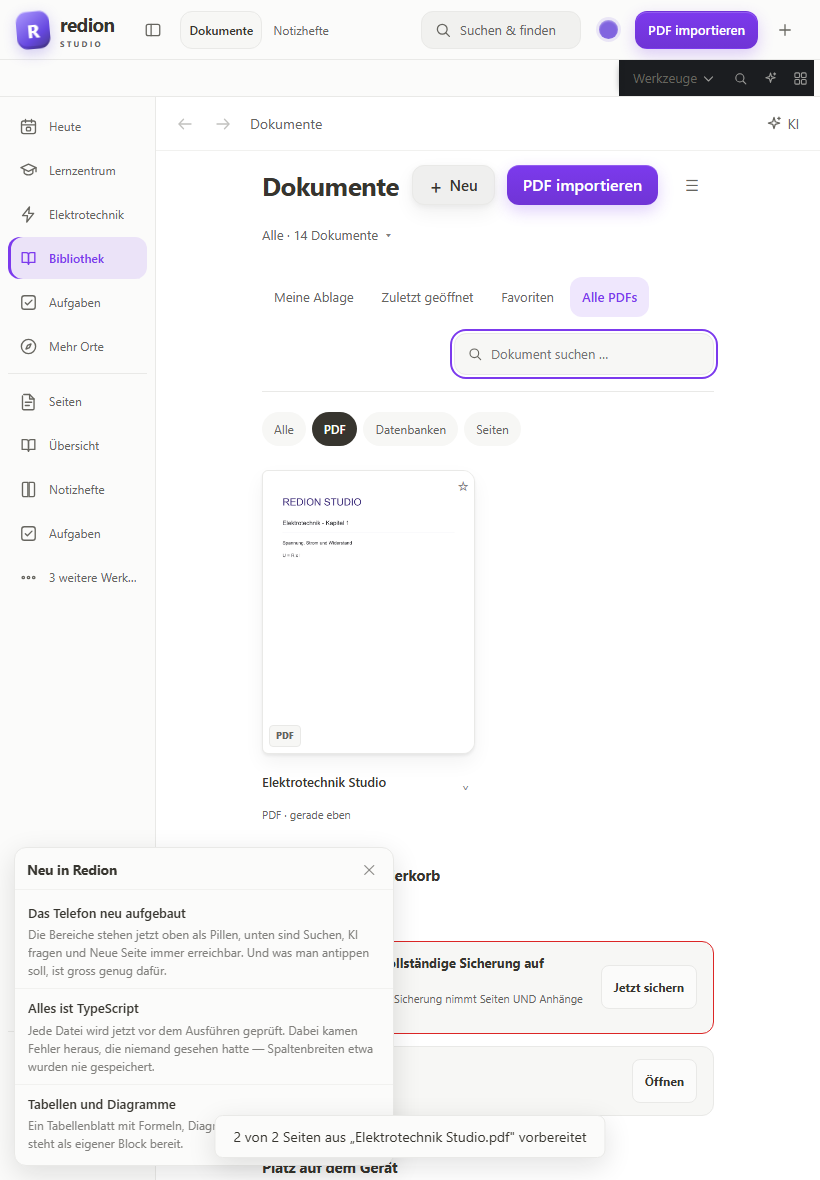 R
redion
STUDIO
Dokumente
Notizhefte
Suchen & finden
PDF importieren
Werkzeuge
Heute
Lernzentrum
Elektrotechnik
Bibliothek
Aufgaben
Mehr Orte
Seiten
Übersicht
Notizhefte
Aufgaben
3 weitere Werk...
Dokumente
KI
Dokumente
+ Neu
PDF importieren
Alle · 14 Dokumente
Meine Ablage
Zuletzt geöffnet
Favoriten
Alle PDFs
Dokument suchen ...
Alle
PDF
Datenbanken
Seiten
REDION STUDIO
Elektrotechnik - Kapitel 1
Spannung, Strom und Widerstand
PDF
Elektrotechnik Studio
PDF · gerade eben
erkorb
ollständige Sicherung auf
Sicherung nimmt Seiten UND Anhänge
Jetzt sichern
Öffnen
Neu in Redion
Das Telefon neu aufgebaut
Die Bereiche stehen jetzt oben als Pillen, unten sind Suchen, KI
fragen und Neue Seite immer erreichbar. Und was man antippen
soll, ist gross genug dafür.
Alles ist TypeScript
Jede Datei wird jetzt vor dem Ausführen geprüft. Dabei kamen
Fehler heraus, die niemand gesehen hatte — Spaltenbreiten etwa
wurden nie gespeichert.
Tabellen und Diagramme
Ein Tabellenblatt mit Formeln, Diagr
steht als eigener Block bereit.
2 von 2 Seiten aus „Elektrotechnik Studio.pdf" vorbereitet
Platz auf dem Gerät